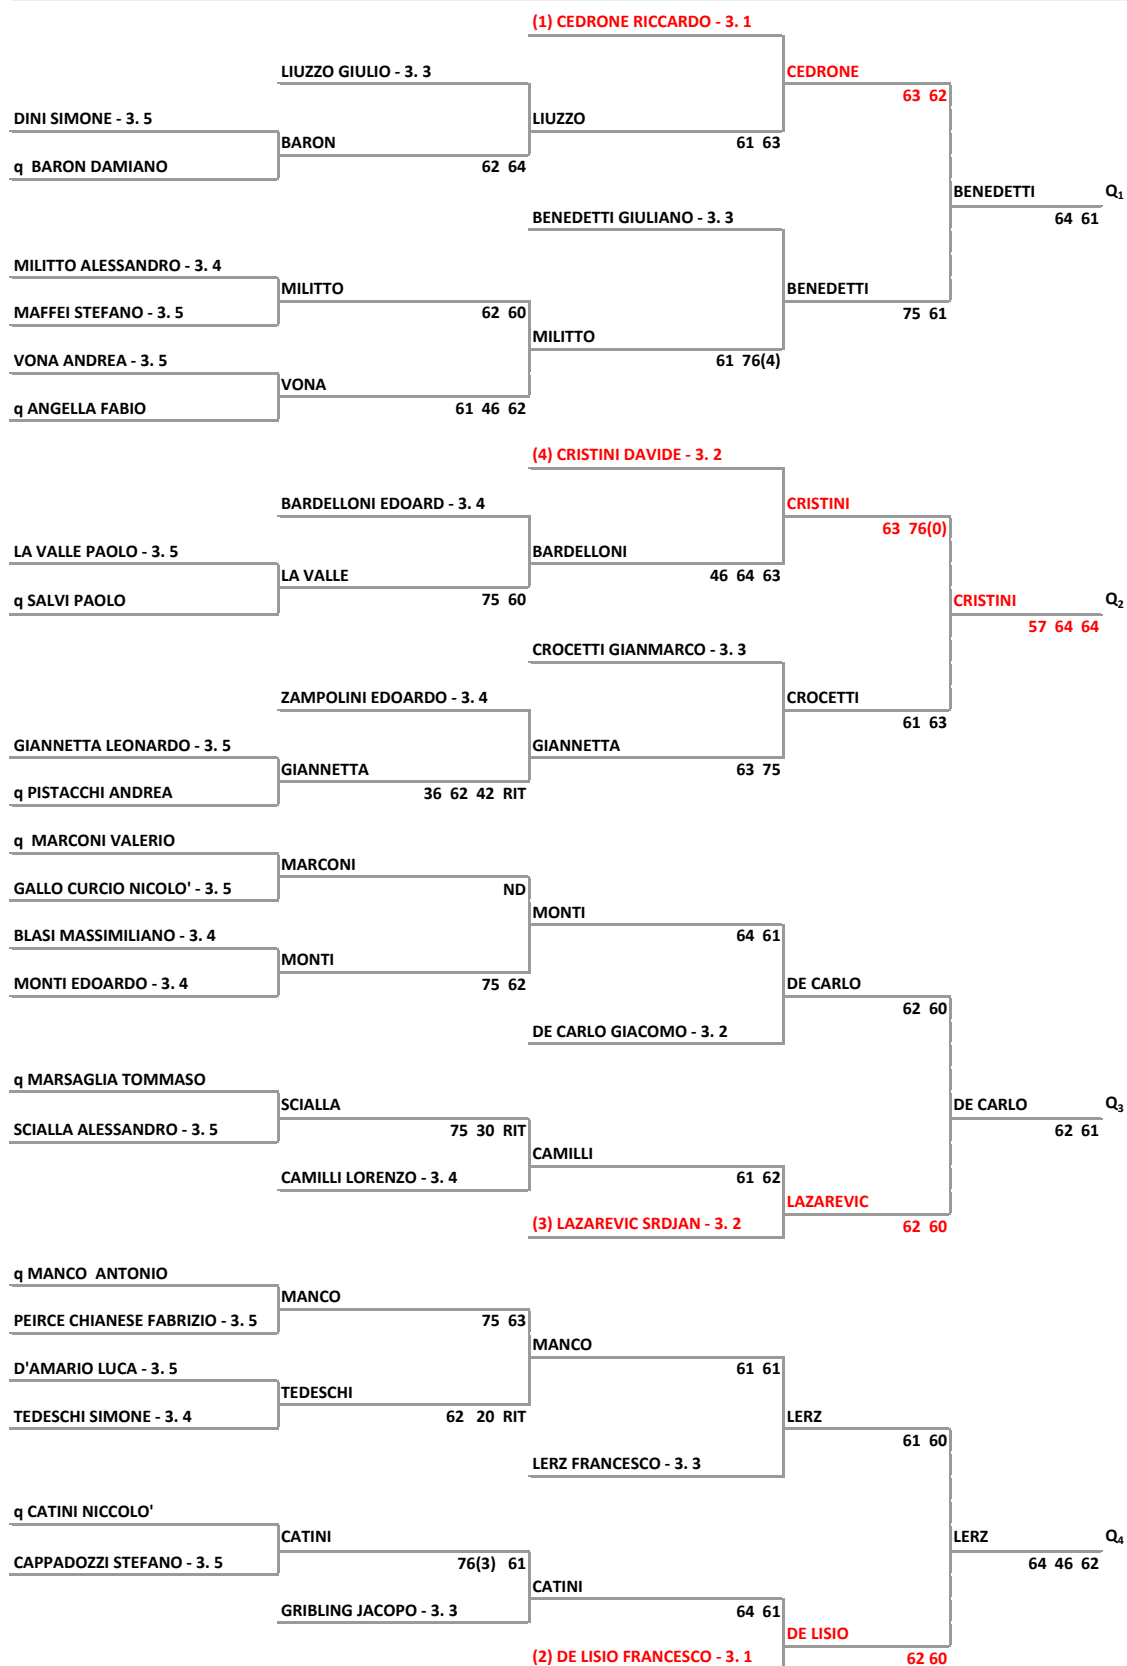 (1) CEDRONE RICCARDO - 3. 1
LIUZZO GIULIO - 3. 3
CEDRONE
63 62
DINI SIMONE - 3. 5
LIUZZO
BARON
61 63
q BARON DAMIANO
62 64
BENEDETTI
Q1
BENEDETTI GIULIANO - 3. 3
64 61
MILITTO ALESSANDRO - 3. 4
MILITTO
BENEDETTI
MAFFEI STEFANO - 3. 5
62 60
75 61
MILITTO
VONA ANDREA - 3. 5
61 76(4)
VONA
q ANGELLA FABIO
61 46 62
(4) CRISTINI DAVIDE - 3. 2
BARDELLONI EDOARD - 3. 4
CRISTINI
63 76(0)
LA VALLE PAOLO - 3. 5
BARDELLONI
LA VALLE
46 64 63
q SALVI PAOLO
75 60
CRISTINI
Q2
57 64 64
CROCETTI GIANMARCO - 3. 3
ZAMPOLINI EDOARDO - 3. 4
CROCETTI
61 63
GIANNETTA LEONARDO - 3. 5
GIANNETTA
GIANNETTA
63 75
q PISTACCHI ANDREA
36 62 42 RIT
q MARCONI VALERIO
MARCONI
GALLO CURCIO NICOLO' - 3. 5
ND
MONTI
BLASI MASSIMILIANO - 3. 4
64 61
MONTI
MONTI EDOARDO - 3. 4
75 62
DE CARLO
62 60
DE CARLO GIACOMO - 3. 2
q MARSAGLIA TOMMASO
SCIALLA
DE CARLO
Q3
SCIALLA ALESSANDRO - 3. 5
75 30 RIT
62 61
CAMILLI
CAMILLI LORENZO - 3. 4
61 62
LAZAREVIC
(3) LAZAREVIC SRDJAN - 3. 2
62 60
q MANCO ANTONIO
MANCO
PEIRCE CHIANESE FABRIZIO - 3. 5
75 63
MANCO
D'AMARIO LUCA - 3. 5
61 61
TEDESCHI
TEDESCHI SIMONE - 3. 4
62 20 RIT
LERZ
61 60
LERZ FRANCESCO - 3. 3
q CATINI NICCOLO'
CATINI
LERZ
Q4
CAPPADOZZI STEFANO - 3. 5
76(3) 61
64 46 62
CATINI
GRIBLING JACOPO - 3. 3
64 61
DE LISIO
(2) DE LISIO FRANCESCO - 3. 1
62 60